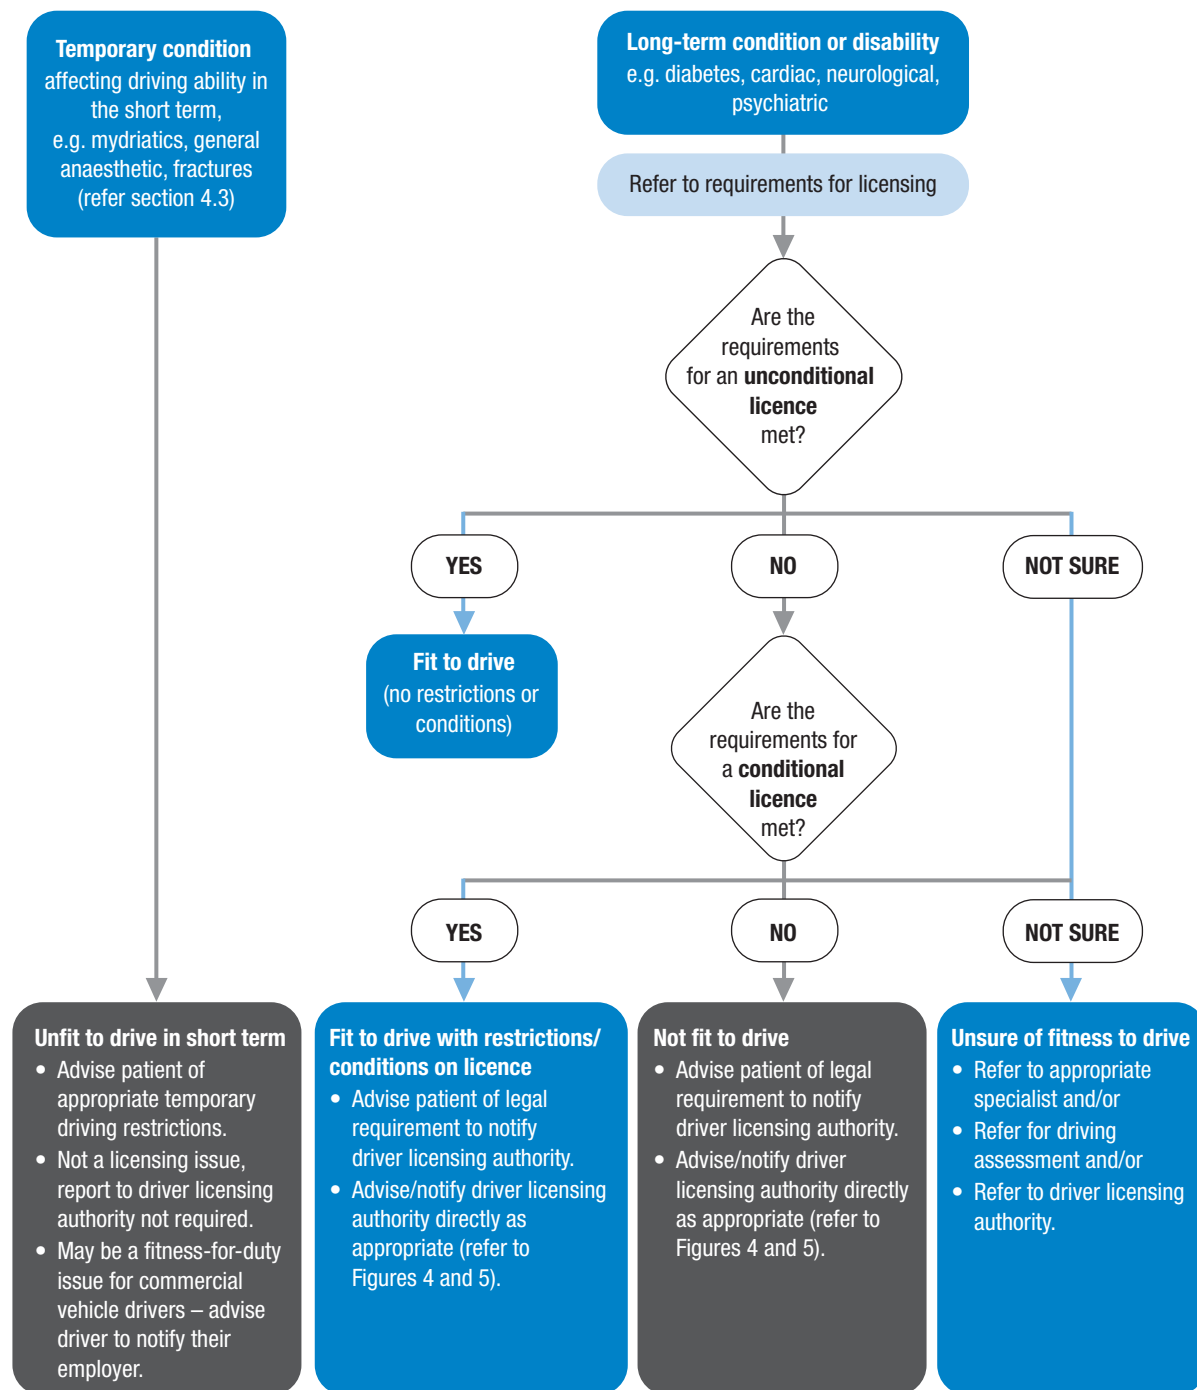 Temporary condition
affecting driving ability in
the short term,
e.g. mydriatics, general
anaesthetic, fractures
(refer section 4.3)
Long-term condition or disability
e.g. diabetes, cardiac, neurological,
psychiatric
Refer to requirements for licensing
Are the
requirements
for an unconditional
licence
met?
YES
NO
NOT SURE
Fit to drive
(no restrictions or
conditions)
Are the
requirements for
a conditional
licence
met?
YES
NO
NOT SURE
Unfit to drive in short term
• Advise patient of
appropriate temporary
driving restrictions.
• Not a licensing issue,
report to driver licensing
authority not required.
• May be a fitness-for-duty
issue for commercial
vehicle drivers – advise
driver to notify their
employer.
Fit to drive with restrictions/
conditions on licence
• Advise patient of legal
requirement to notify
driver licensing authority.
• Advise/notify driver licensing
authority directly as
appropriate (refer to
Figures 4 and 5).
Not fit to drive
• Advise patient of legal
requirement to notify
driver licensing authority.
• Advise/notify driver
licensing authority directly
as appropriate (refer to
Figures 4 and 5).
Unsure of fitness to drive
• Refer to appropriate
specialist and/or
• Refer for driving
assessment and/or
• Refer to driver licensing
authority.